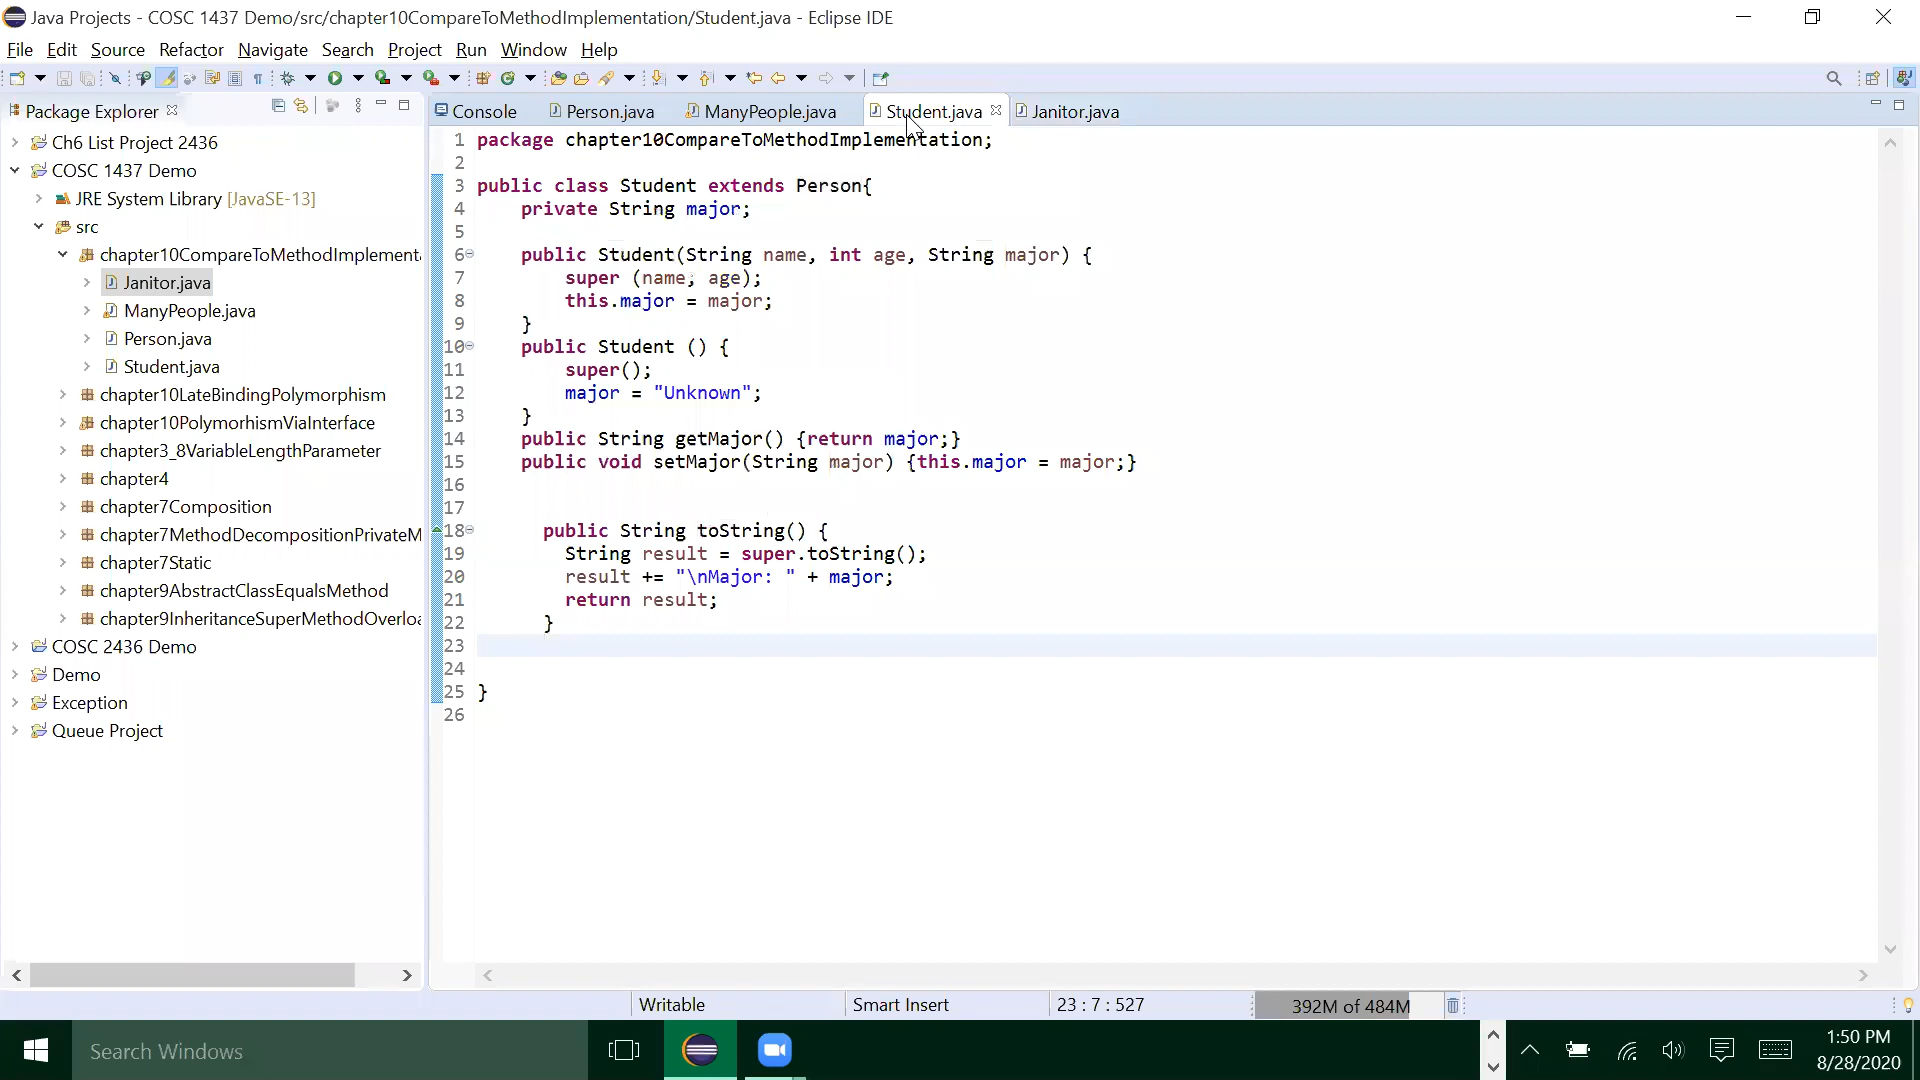 Java Projects - COSC 1437 Demo/src/chapter10CompareToMethodImplementation/Student.java - Eclipse IDE
File Edit Source Refactor Navigate Search Project Run Window Help
Package Explorer
Console Person.java ManyPeople.java Student.java Janitor.java
Ch6 List Project 2436
COSC 1437 Demo
JRE System Library [JavaSE-13]
src
chapter10CompareToMethodImplement
Janitor.java
ManyPeople.java
Person.java
Student.java
chapter10LateBindingPolymorphism
chapter10PolymorhismViaInterface
chapter3_8VariableLengthParameter
chapter4
chapter7Composition
chapter7MethodDecompositionPrivateM
chapter7Static
chapter9AbstractClassEqualsMethod
chapter9InheritanceSuperMethodOverloa
COSC 2436 Demo
Demo
Exception
Queue Project
1 package chapter10CompareToMethodImplementation;
2
3 public class Student extends Person{
4 private String major;
5
6 public Student(String name, int age, String major) {
7 super (name, age);
8 this.major = major;
9 }
10 public Student () {
11 super();
12 major = "Unknown";
13 }
14 public String getMajor() {return major;}
15 public void setMajor(String major) {this.major = major;}
16
17
18 public String toString() {
19 String result = super.toString();
20 result += "\nMajor: " + major;
21 return result;
22 }
23
24
25 }
26
Writable Smart Insert 23 : 7 : 527 392M of 484M
Search Windows
1:50 PM
8/28/2020